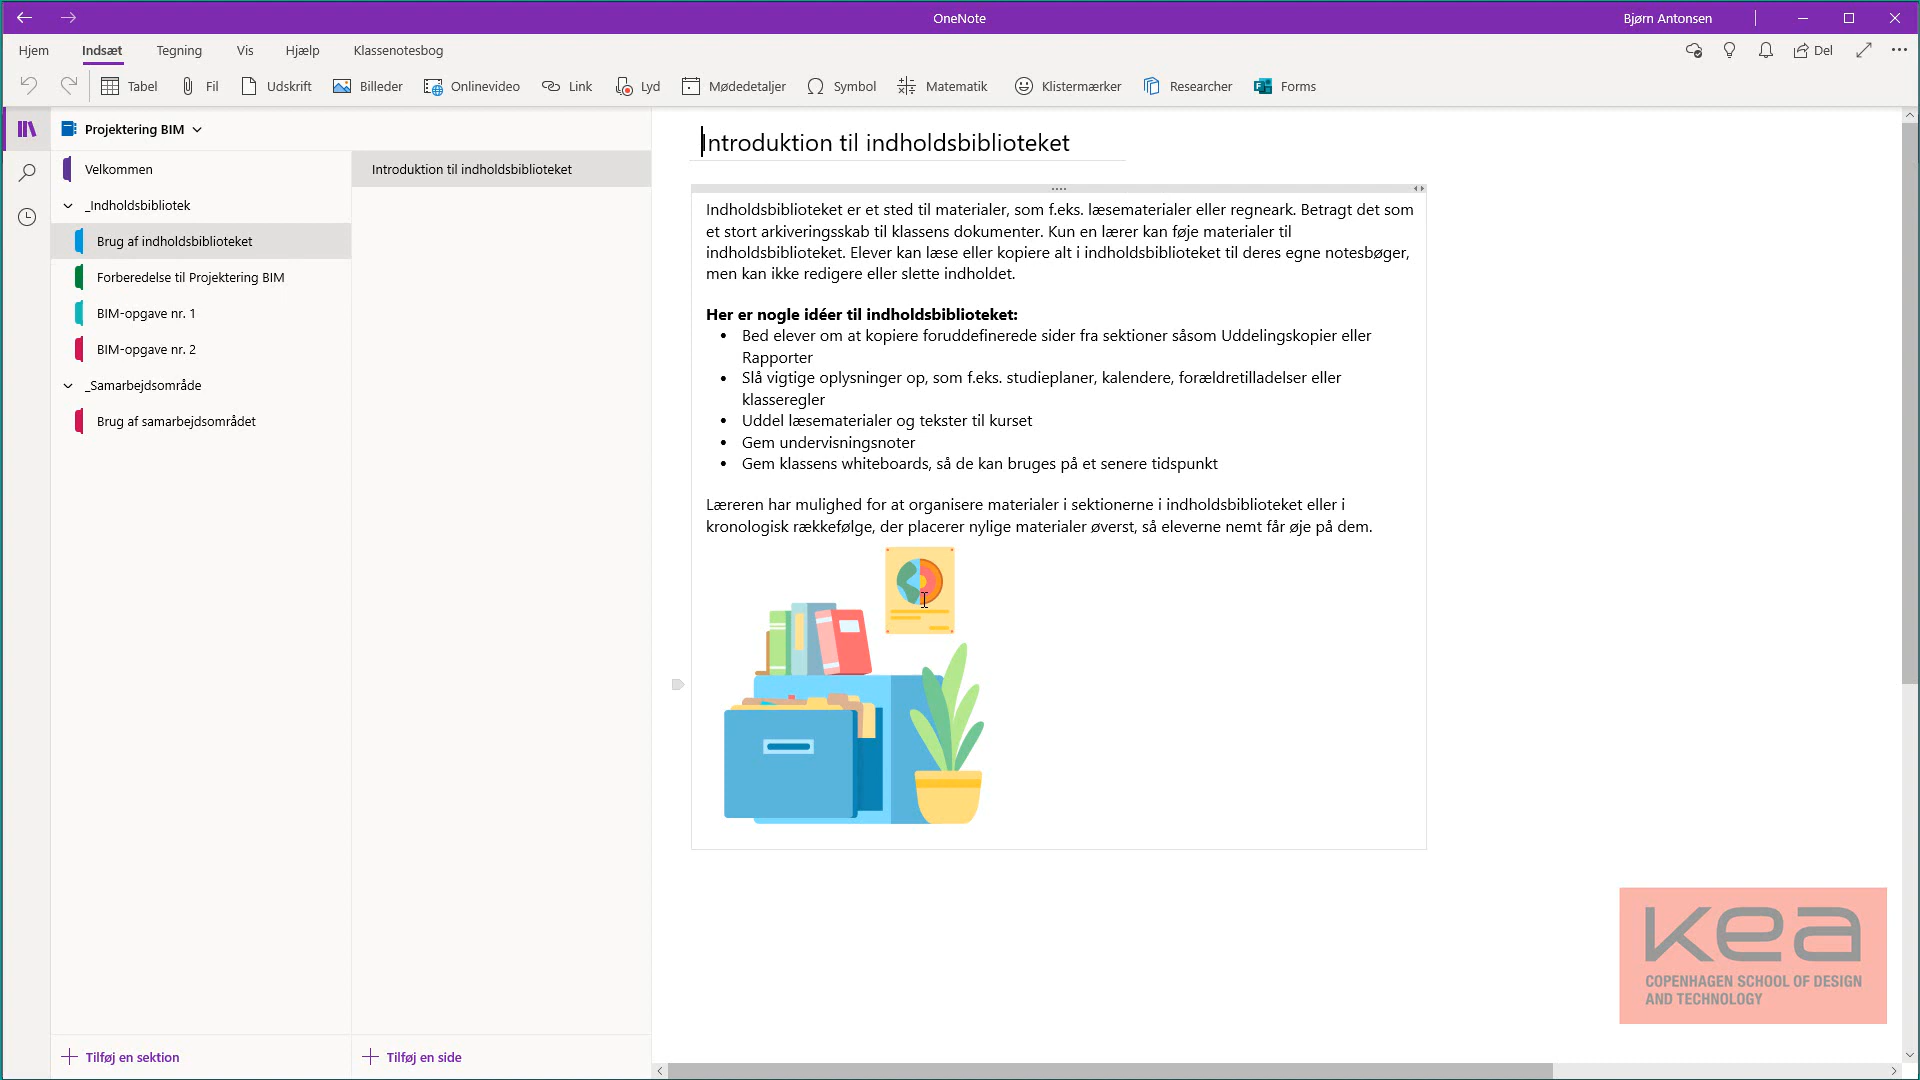 OneNote
Bjørn Antonsen
Hjem
Indsæt
Tegning
Vis
Hjælp
Klassenotesbog
Del
Tabel
Fil
Udskrift
Billeder
Onlinevideo
Link
Lyd
Mødedetaljer
Symbol
Matematik
Klistermærker
Researcher
Forms
Projektering BIM
Velkommen
_Indholdsbibliotek
Brug af indholdsbiblioteket
Forberedelse til Projektering BIM
BIM-opgave nr. 1
BIM-opgave nr. 2
_Samarbejdsområde
Brug af samarbejdsområdet
Tilføj en sektion
Introduktion til indholdsbiblioteket
Tilføj en side
Introduktion til indholdsbiblioteket
Indholdsbiblioteket er et sted til materialer, som f.eks. læsematerialer eller regneark. Betragt det som
et stort arkiveringsskab til klassens dokumenter. Kun en lærer kan føje materialer til
indholdsbiblioteket. Elever kan læse eller kopiere alt i indholdsbiblioteket til deres egne notesbøger,
men kan ikke redigere eller slette indholdet.
Her er nogle idéer til indholdsbiblioteket:
• Bed elever om at kopiere foruddefinerede sider fra sektioner såsom Uddelingskopier eller
Rapporter
• Slå vigtige oplysninger op, som f.eks. studieplaner, kalendere, forældretilladelser eller
klasseregler
• Uddel læsematerialer og tekster til kurset
• Gem undervisningsnoter
• Gem klassens whiteboards, så de kan bruges på et senere tidspunkt
Læreren har mulighed for at organisere materialer i sektionerne i indholdsbiblioteket eller i
kronologisk rækkefølge, der placerer nylige materialer øverst, så eleverne nemt får øje på dem.
kea
COPENHAGEN SCHOOL OF DESIGN
AND TECHNOLOGY